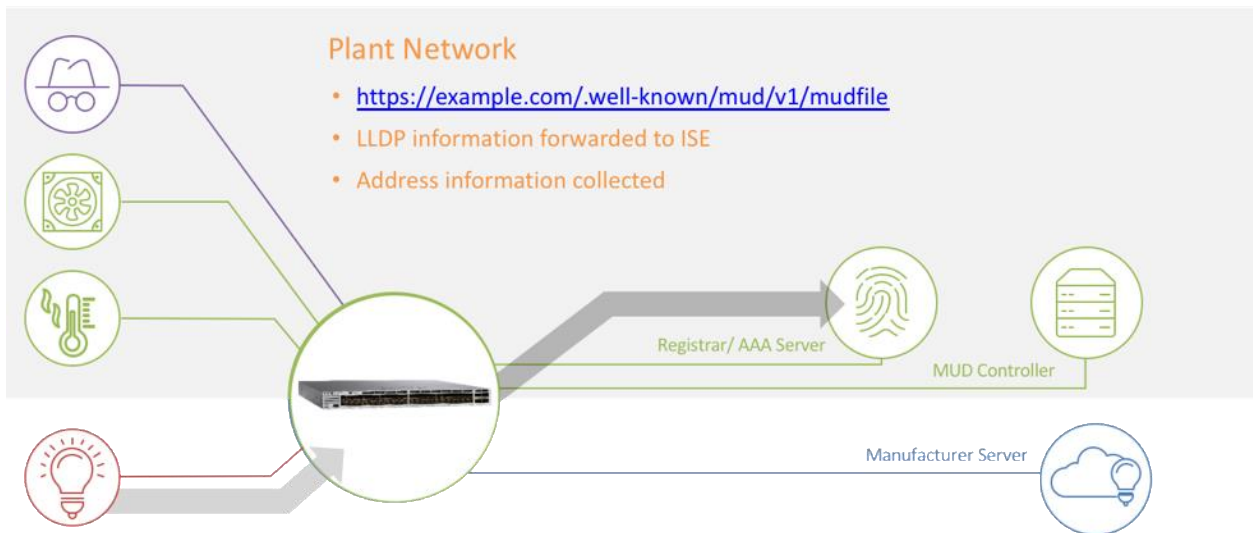 Plant Network
• https://example.com/.well-known/mud/v1/mudfile
• LLDP information forwarded to ISE
• Address information collected
Registrar/ AAA Server
MUD Controller
Manufacturer Server